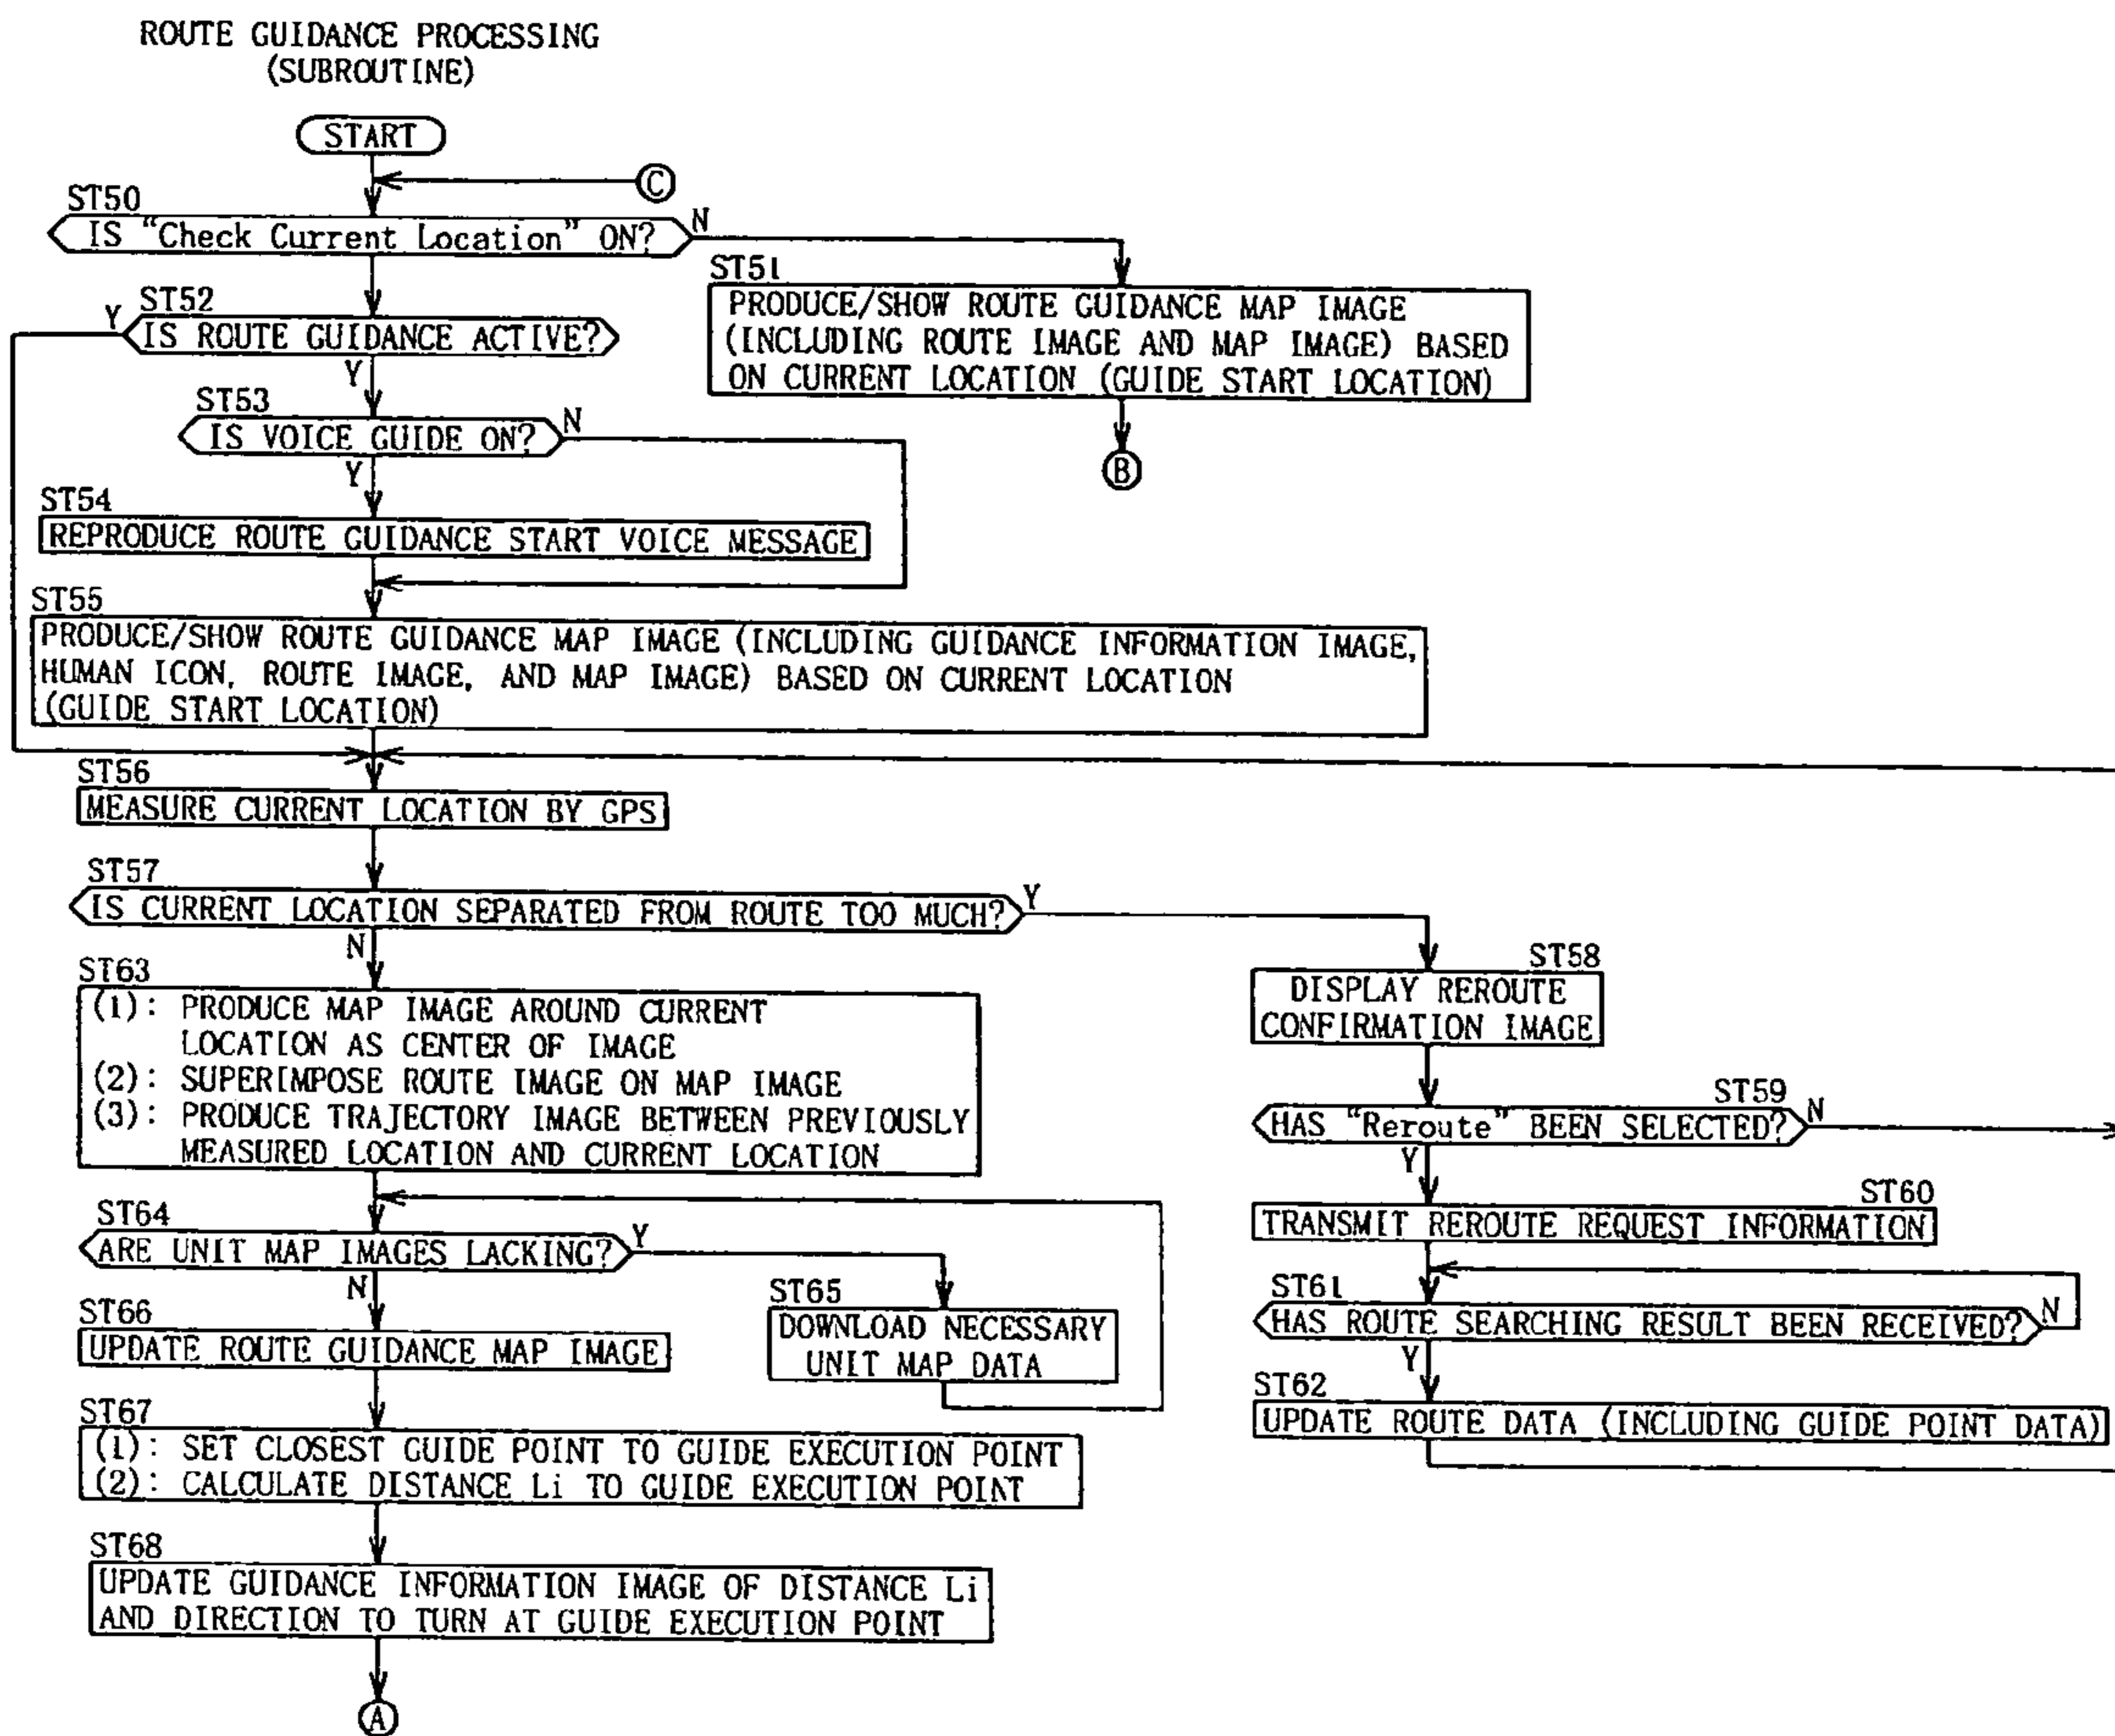 ROUTE GUIDANCE PROCESSING
(SUBROUTINE)
START
C
ST50
IS “Check Current Location” ON?
N
ST51
PRODUCE/SHOW ROUTE GUIDANCE MAP IMAGE
(INCLUDING ROUTE IMAGE AND MAP IMAGE) BASED
ON CURRENT LOCATION (GUIDE START LOCATION)
B
ST52
Y
IS ROUTE GUIDANCE ACTIVE?
Y
ST53
IS VOICE GUIDE ON?
N
Y
ST54
REPRODUCE ROUTE GUIDANCE START VOICE MESSAGE
ST55
PRODUCE/SHOW ROUTE GUIDANCE MAP IMAGE (INCLUDING GUIDANCE INFORMATION IMAGE,
HUMAN ICON, ROUTE IMAGE, AND MAP IMAGE) BASED ON CURRENT LOCATION
(GUIDE START LOCATION)
ST56
MEASURE CURRENT LOCATION BY GPS
ST57
IS CURRENT LOCATION SEPARATED FROM ROUTE TOO MUCH?
Y
N
ST58
DISPLAY REROUTE
CONFIRMATION IMAGE
ST59
HAS “Reroute” BEEN SELECTED?
N
Y
ST60
TRANSMIT REROUTE REQUEST INFORMATION
ST61
HAS ROUTE SEARCHING RESULT BEEN RECEIVED?
N
Y
ST62
UPDATE ROUTE DATA (INCLUDING GUIDE POINT DATA)
ST63
(1): PRODUCE MAP IMAGE AROUND CURRENT
LOCATION AS CENTER OF IMAGE
(2): SUPERIMPOSE ROUTE IMAGE ON MAP IMAGE
(3): PRODUCE TRAJECTORY IMAGE BETWEEN PREVIOUSLY
MEASURED LOCATION AND CURRENT LOCATION
ST64
ARE UNIT MAP IMAGES LACKING?
Y
N
ST65
DOWNLOAD NECESSARY
UNIT MAP DATA
ST66
UPDATE ROUTE GUIDANCE MAP IMAGE
ST67
(1): SET CLOSEST GUIDE POINT TO GUIDE EXECUTION POINT
(2): CALCULATE DISTANCE Li TO GUIDE EXECUTION POINT
ST68
UPDATE GUIDANCE INFORMATION IMAGE OF DISTANCE Li
AND DIRECTION TO TURN AT GUIDE EXECUTION POINT
A